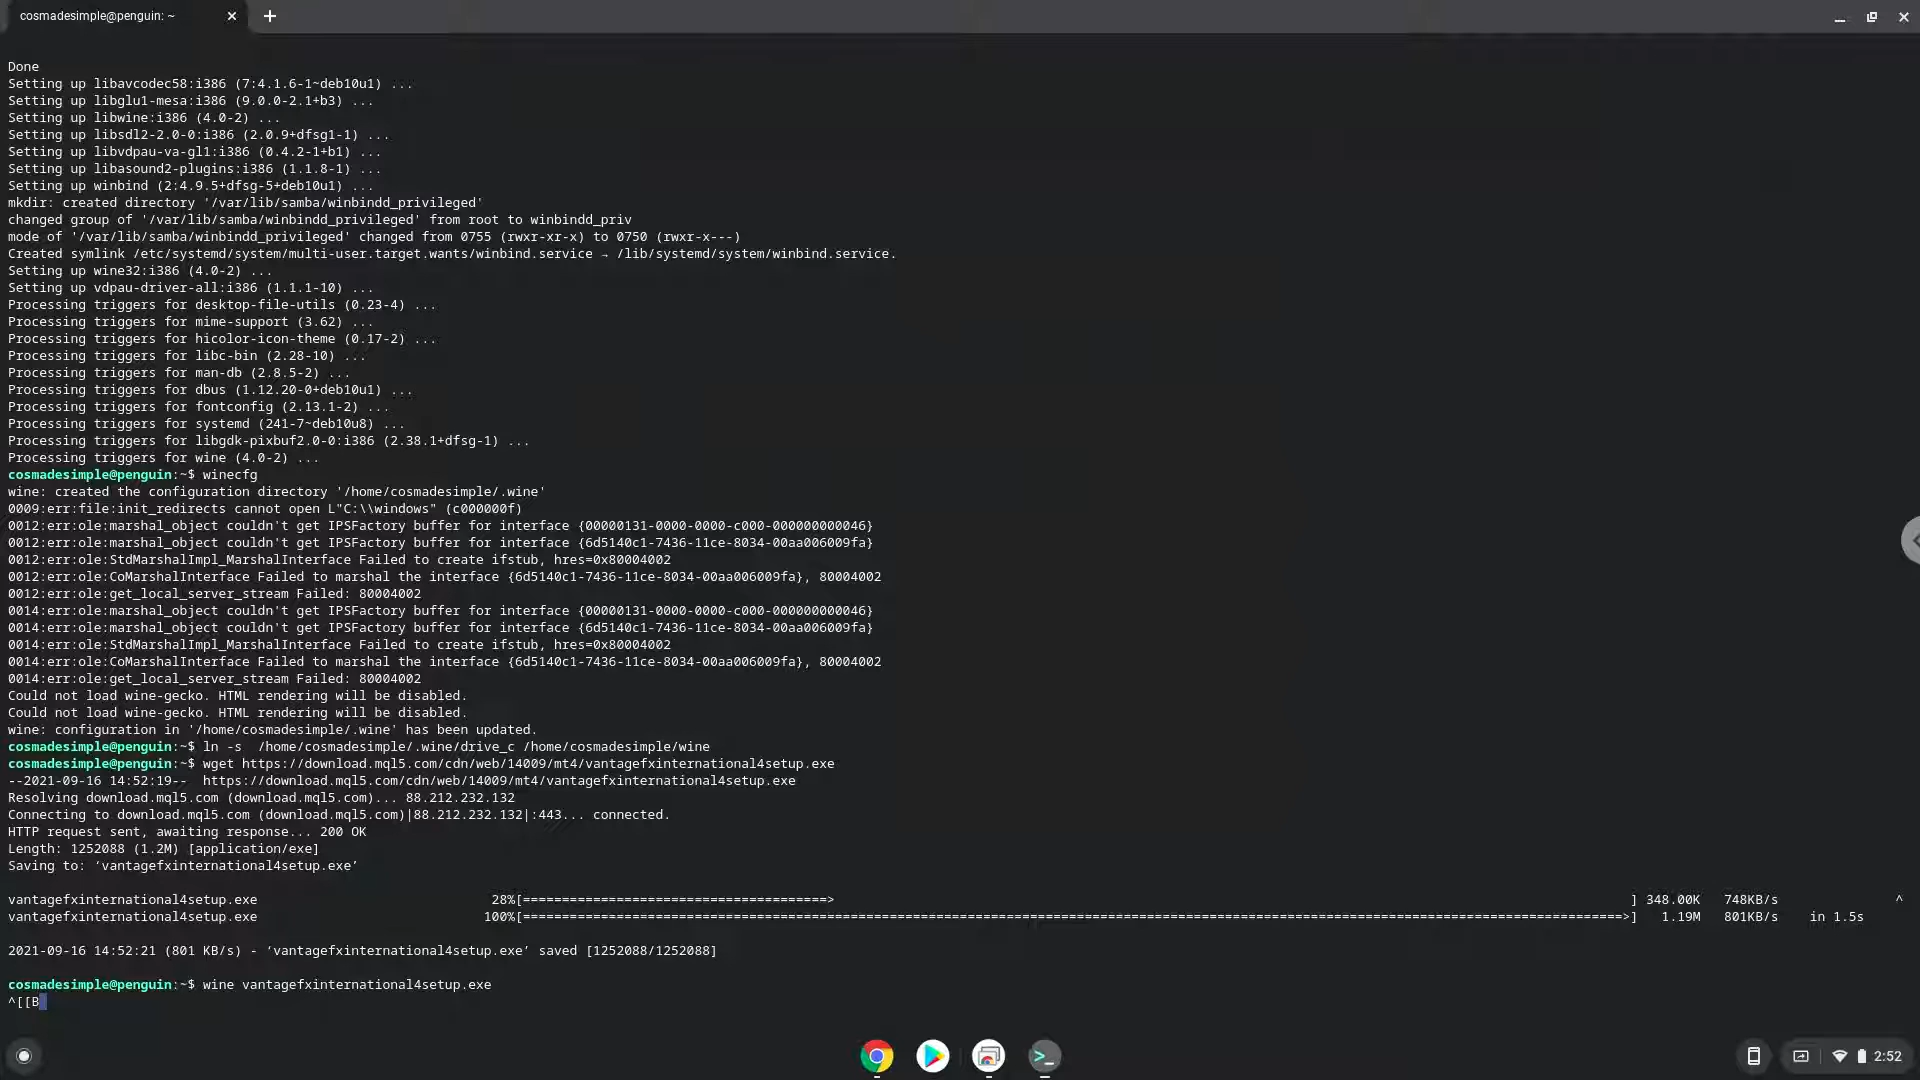 cosmadesimple@penguin: ~
Done
Setting up libavcodec58:i386 (7:4.1.6-1~deb10u1) ...
Setting up libglu1-mesa:i386 (9.0.0-2.1+b3) ...
Setting up libwine:i386 (4.0-2) ...
Setting up libsdl2-2.0-0:i386 (2.0.9+dfsg1-1) ...
Setting up libvdpau-va-gl1:i386 (0.4.2-1+b1) ...
Setting up libasound2-plugins:i386 (1.1.8-1) ...
Setting up winbind (2:4.9.5+dfsg-5+deb10u1) ...
mkdir: created directory '/var/lib/samba/winbindd_privileged'
changed group of '/var/lib/samba/winbindd_privileged' from root to winbindd_priv
mode of '/var/lib/samba/winbindd_privileged' changed from 0755 (rwxr-xr-x) to 0750 (rwxr-x---)
Created symlink /etc/systemd/system/multi-user.target.wants/winbind.service → /lib/systemd/system/winbind.service.
Setting up wine32:i386 (4.0-2) ...
Setting up vdpau-driver-all:i386 (1.1.1-10) ...
Processing triggers for desktop-file-utils (0.23-4) ...
Processing triggers for mime-support (3.62) ...
Processing triggers for hicolor-icon-theme (0.17-2) ...
Processing triggers for libc-bin (2.28-10) ...
Processing triggers for man-db (2.8.5-2) ...
Processing triggers for dbus (1.12.20-0+deb10u1) ...
Processing triggers for fontconfig (2.13.1-2) ...
Processing triggers for systemd (241-7~deb10u8) ...
Processing triggers for libgdk-pixbuf2.0-0:i386 (2.38.1+dfsg-1) ...
Processing triggers for wine (4.0-2) ...
cosmadesimple@penguin:~$ winecfg
wine: created the configuration directory '/home/cosmadesimple/.wine'
0009:err:file:init_redirects cannot open L"C:\\windows" (c000000f)
0012:err:ole:marshal_object couldn't get IPSFactory buffer for interface {00000131-0000-0000-c000-000000000046}
0012:err:ole:marshal_object couldn't get IPSFactory buffer for interface {6d5140c1-7436-11ce-8034-00aa006009fa}
0012:err:ole:StdMarshalImpl_MarshalInterface Failed to create ifstub, hres=0x80004002
0012:err:ole:CoMarshalInterface Failed to marshal the interface {6d5140c1-7436-11ce-8034-00aa006009fa}, 80004002
0012:err:ole:get_local_server_stream Failed: 80004002
0014:err:ole:marshal_object couldn't get IPSFactory buffer for interface {00000131-0000-0000-c000-000000000046}
0014:err:ole:marshal_object couldn't get IPSFactory buffer for interface {6d5140c1-7436-11ce-8034-00aa006009fa}
0014:err:ole:StdMarshalImpl_MarshalInterface Failed to create ifstub, hres=0x80004002
0014:err:ole:CoMarshalInterface Failed to marshal the interface {6d5140c1-7436-11ce-8034-00aa006009fa}, 80004002
0014:err:ole:get_local_server_stream Failed: 80004002
Could not load wine-gecko. HTML rendering will be disabled.
Could not load wine-gecko. HTML rendering will be disabled.
wine: configuration in '/home/cosmadesimple/.wine' has been updated.
cosmadesimple@penguin:~$ ln -s  /home/cosmadesimple/.wine/drive_c /home/cosmadesimple/wine
cosmadesimple@penguin:~$ wget https://download.mql5.com/cdn/web/14009/mt4/vantagefxinternational4setup.exe
--2021-09-16 14:52:19--  https://download.mql5.com/cdn/web/14009/mt4/vantagefxinternational4setup.exe
Resolving download.mql5.com (download.mql5.com)... 88.212.232.132
Connecting to download.mql5.com (download.mql5.com)|88.212.232.132|:443... connected.
HTTP request sent, awaiting response... 200 OK
Length: 1252088 (1.2M) [application/exe]
Saving to: ‘vantagefxinternational4setup.exe’
vantagefxinternational4setup.exe 28%[=======================================> ] 348.00K 748KB/s ^
vantagefxinternational4setup.exe 100%[=============================================================================================================================================>] 1.19M 801KB/s in 1.5s
2021-09-16 14:52:21 (801 KB/s) - ‘vantagefxinternational4setup.exe’ saved [1252088/1252088]
cosmadesimple@penguin:~$ wine vantagefxinternational4setup.exe
^[[B
2:52